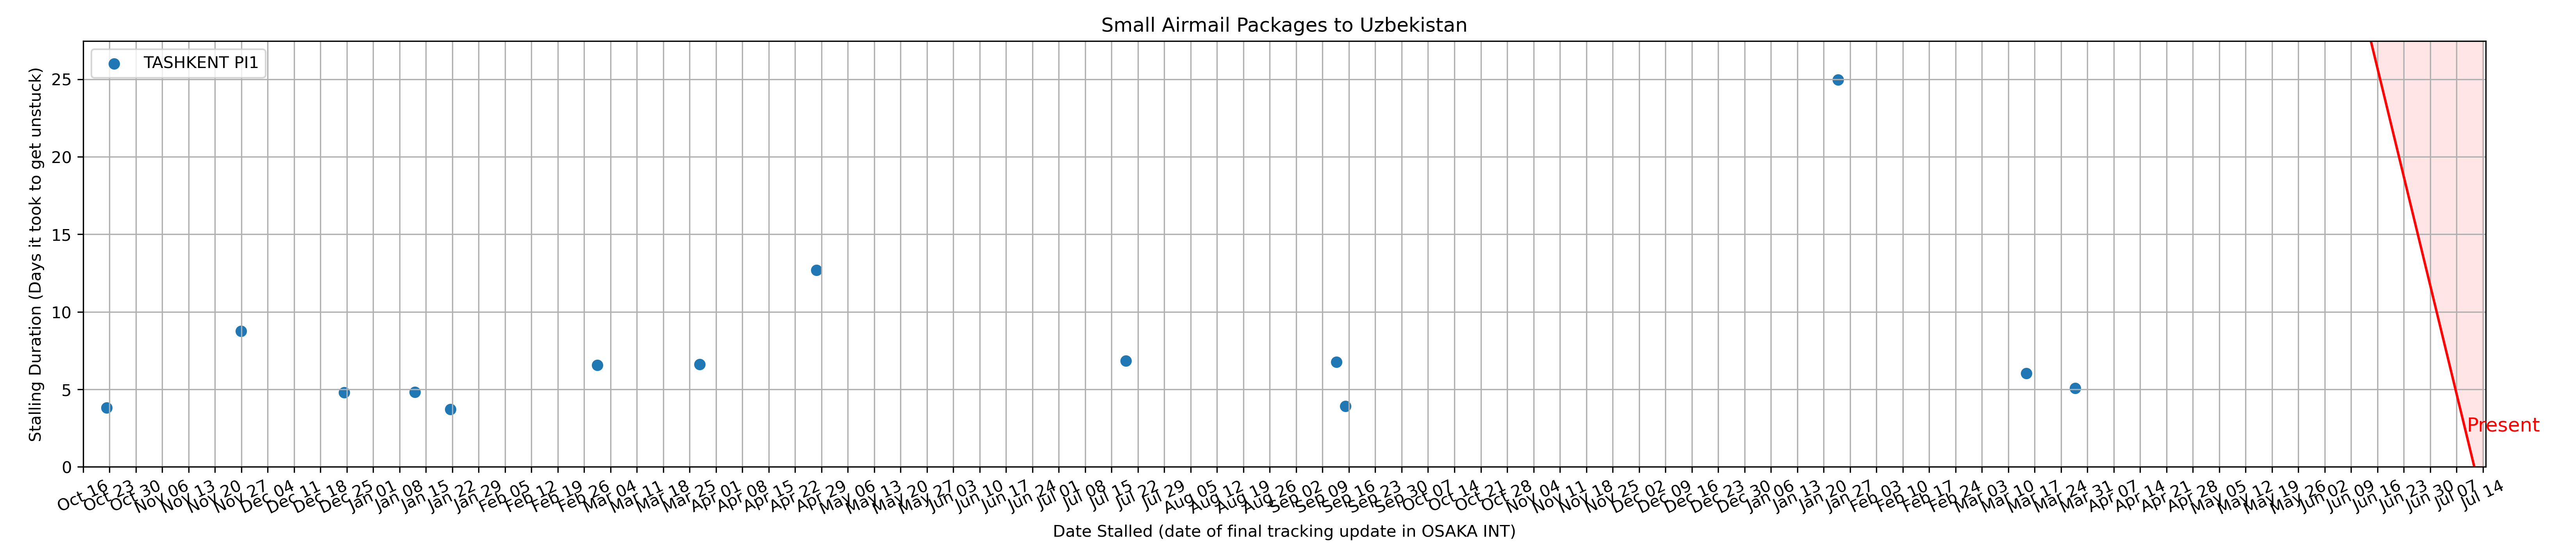 Small Airmail Packages to Uzbekistan
TASHKENT PI1
Stalling Duration (Days it took to get unstuck)
25
20
15
10
5
0
Present
Oct 16 Oct 23 Oct 30 Nov 06 Nov 13 Nov 20 Nov 27 Dec 04 Dec 11 Dec 18 Dec 25 Jan 01 Jan 08 Jan 15 Jan 22 Jan 29 Feb 05 Feb 12 Feb 19 Feb 26 Mar 04 Mar 11 Mar 18 Mar 25 Apr 01 Apr 08 Apr 15 Apr 22 Apr 29 May 06 May 13 May 20 May 27 Jun 03 Jun 10 Jun 17 Jun 24 Jul 01 Jul 08 Jul 15 Jul 22 Jul 29 Aug 05 Aug 12 Aug 19 Aug 26 Sep 02 Sep 09 Sep 16 Sep 23 Sep 30 Oct 07 Oct 14 Oct 21 Oct 28 Nov 04 Nov 11 Nov 18 Nov 25 Dec 02 Dec 09 Dec 16 Dec 23 Dec 30 Jan 06 Jan 13 Jan 20 Jan 27 Feb 03 Feb 10 Feb 17 Feb 24 Mar 03 Mar 10 Mar 17 Mar 24 Mar 31 Apr 07 Apr 14 Apr 21 Apr 28 May 05 May 12 May 19 May 26 Jun 02 Jun 09 Jun 16 Jun 23 Jun 30 Jul 07 Jul 14
Date Stalled (date of final tracking update in OSAKA INT)